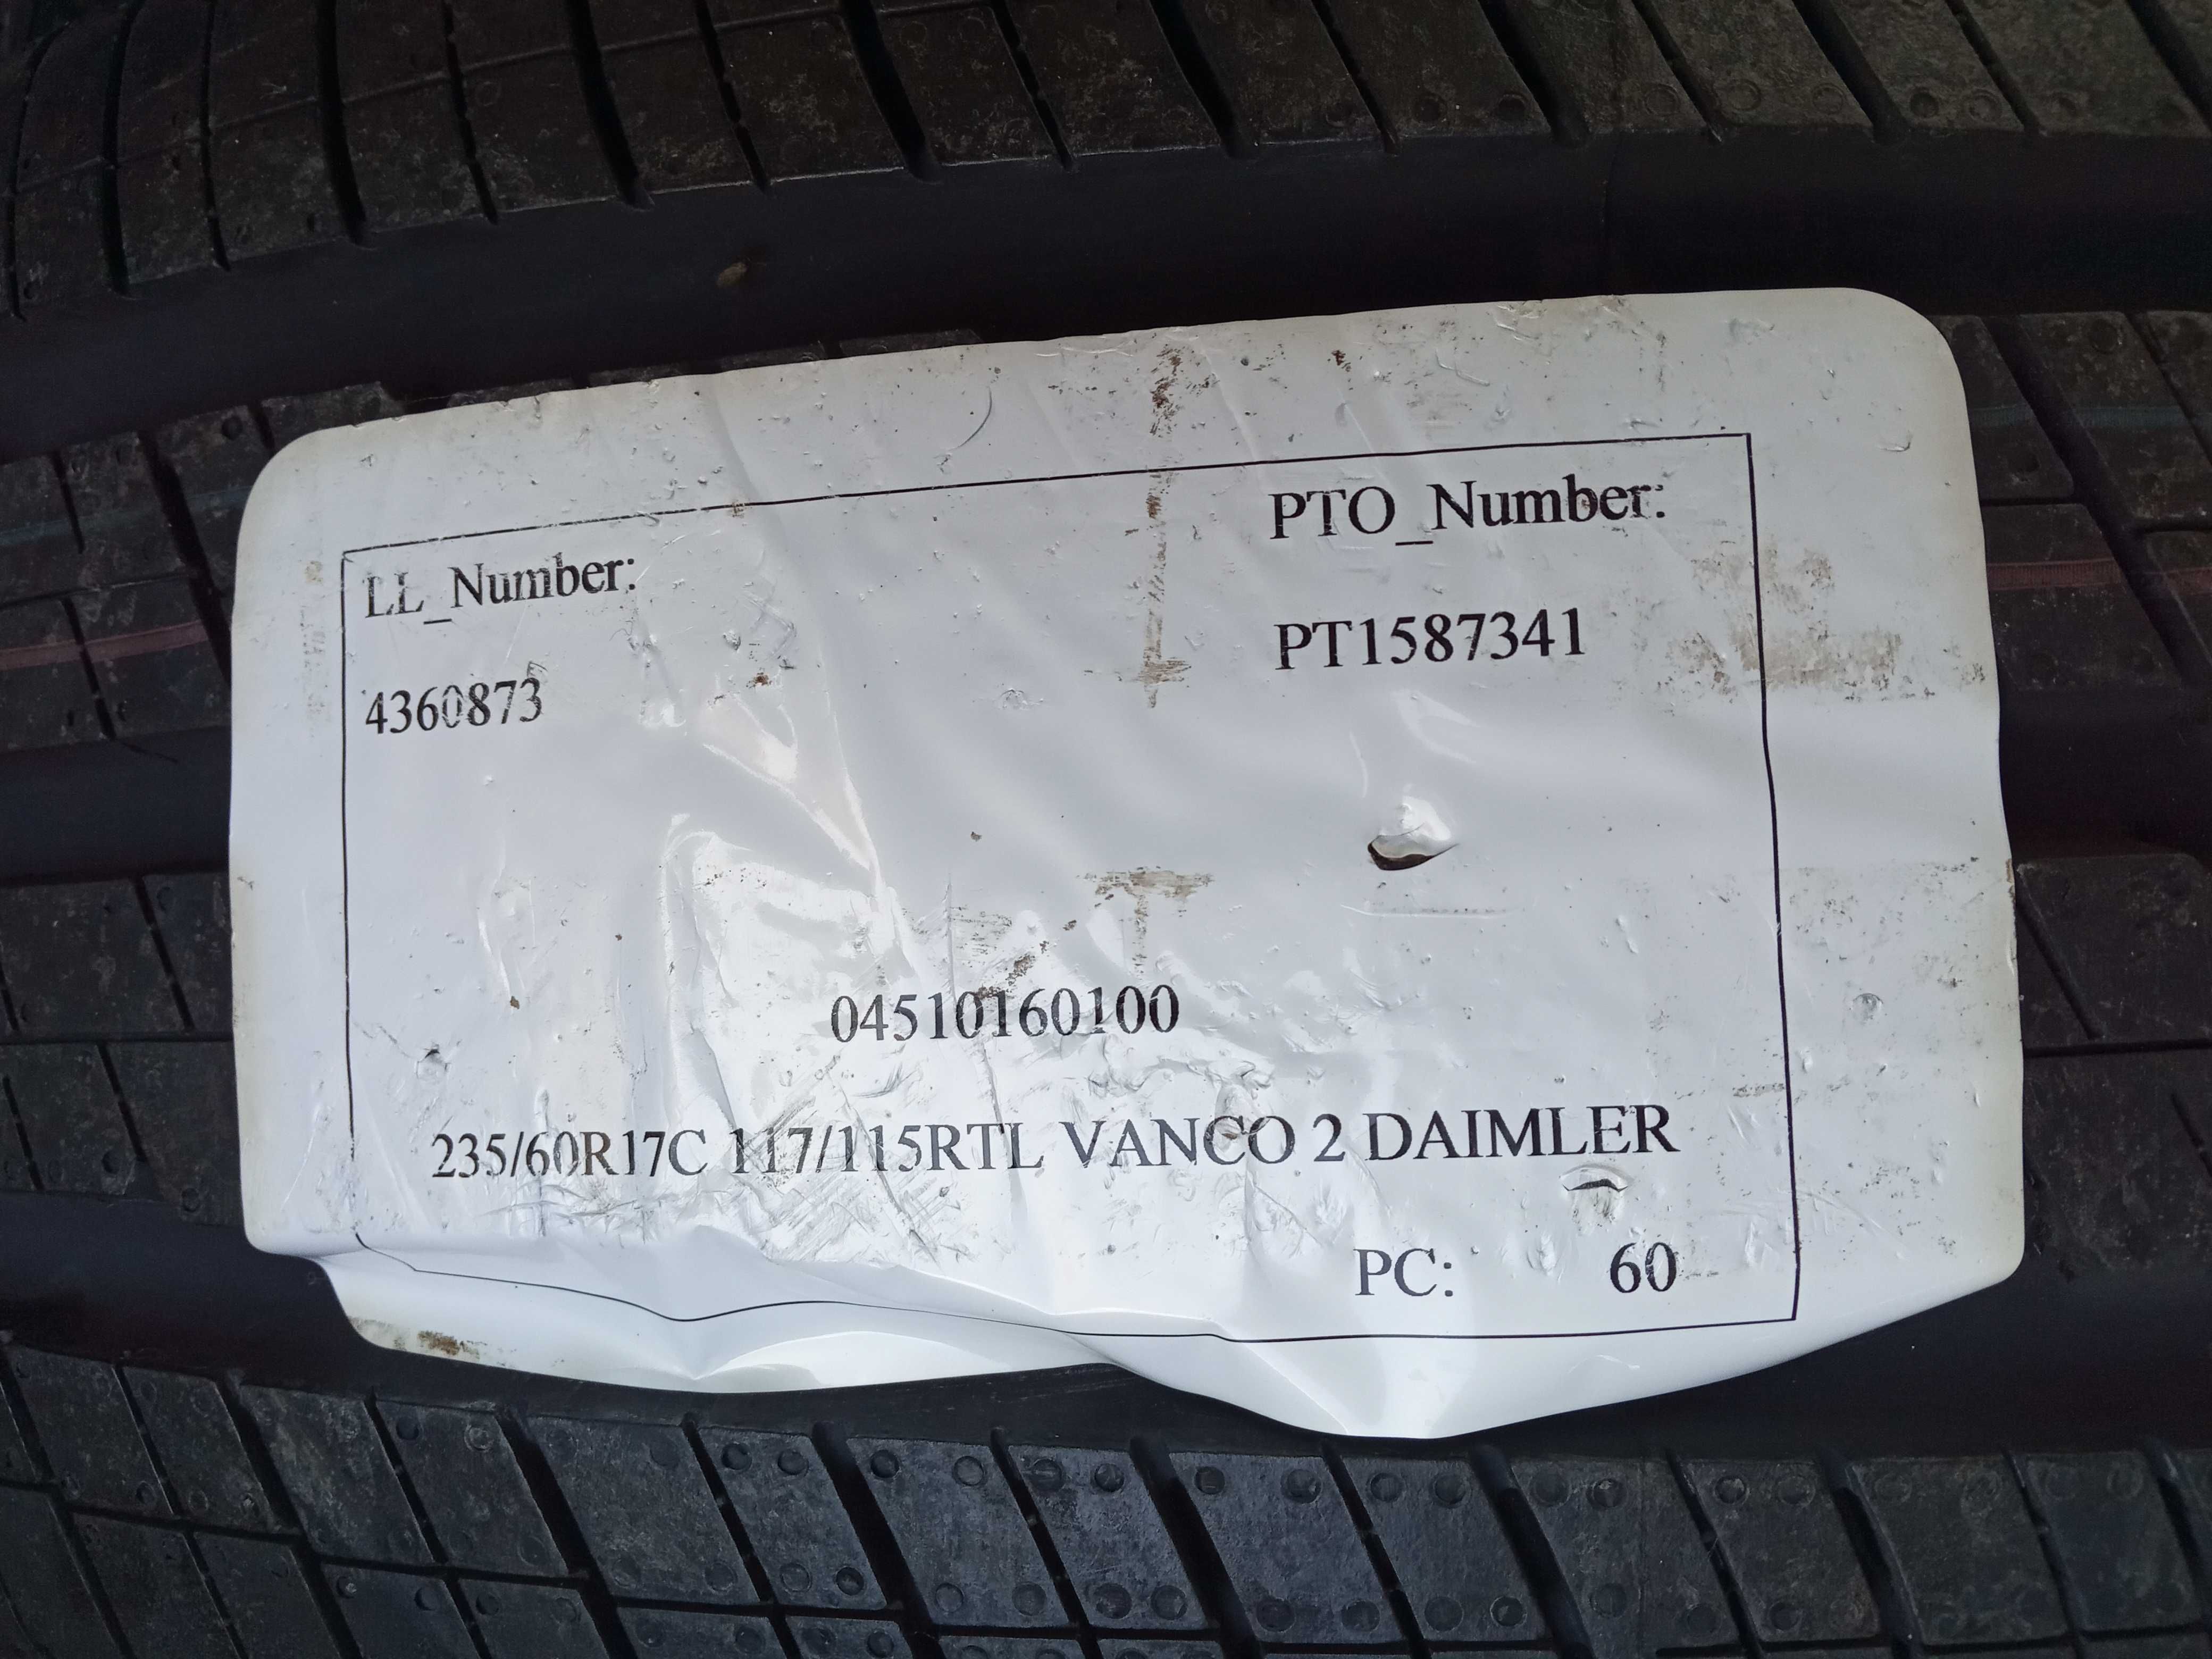 PTO_Number:
LL_Number:
PT1587341
4360873
04510160100
235/60R17C 117/115RTL VANCO 2 DAIMLER
PC: 60